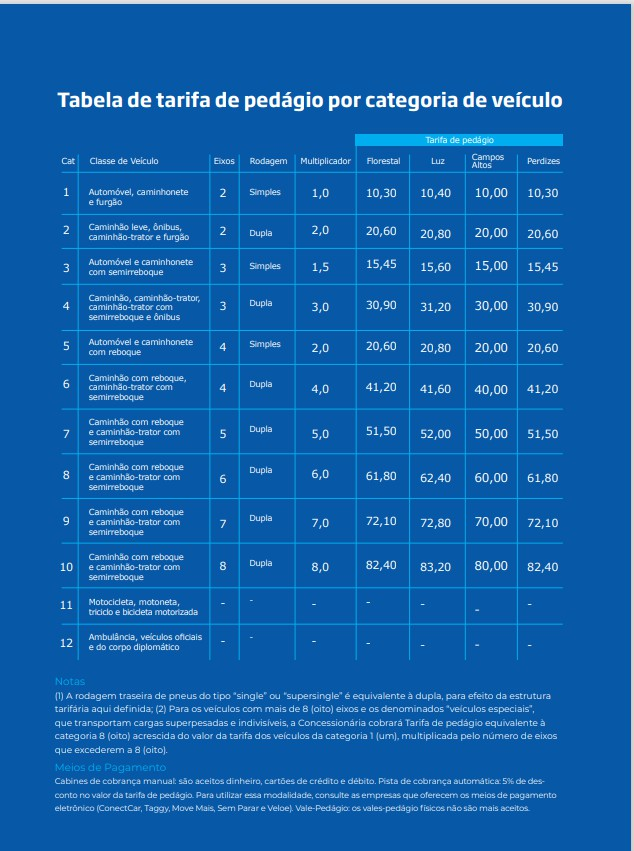 Tabela de tarifa de pedágio por categoria de veículo
Tarifa de pedágio
Cat Classe de Veículo Eixos Rodagem Multiplicador Florestal Luz Campos Altos Perdizes
1 Automóvel, caminhonete e furgão 2 Simples 1,0 10,30 10,40 10,00 10,30
2 Caminhão leve, ônibus, caminhão-trator e furgão 2 Dupla 2,0 20,60 20,80 20,00 20,60
3 Automóvel e caminhonete com semirreboque 3 Simples 1,5 15,45 15,60 15,00 15,45
4 Caminhão, caminhão-trator, caminhão-trator com semirreboque e ônibus 3 Dupla 3,0 30,90 31,20 30,00 30,90
5 Automóvel e caminhonete com reboque 4 Simples 2,0 20,60 20,80 20,00 20,60
6 Caminhão com reboque, caminhão-trator com semirreboque 4 Dupla 4,0 41,20 41,60 40,00 41,20
7 Caminhão com reboque e caminhão-trator com semirreboque 5 Dupla 5,0 51,50 52,00 50,00 51,50
8 Caminhão com reboque e caminhão-trator com semirreboque 6 Dupla 6,0 61,80 62,40 60,00 61,80
9 Caminhão com reboque e caminhão-trator com semirreboque 7 Dupla 7,0 72,10 72,80 70,00 72,10
10 Caminhão com reboque e caminhão-trator com semirreboque 8 Dupla 8,0 82,40 83,20 80,00 82,40
11 Motocicleta, motoneta, triciclo e bicicleta motorizada - - - - - - -
12 Ambulância, veículos oficiais e do corpo diplomático - - - - - - -
Notas
(1) A rodagem traseira de pneus do tipo “single” ou “supersingle” é equivalente à dupla, para efeito da estrutura
tarifária aqui definida; (2) Para os veículos com mais de 8 (oito) eixos e os denominados “veículos especiais”,
que transportam cargas superpesadas e indivisíveis, a Concessionária cobrará Tarifa de pedágio equivalente à
categoria 8 (oito) acrescida do valor da tarifa dos veículos da categoria 1 (um), multiplicada pelo número de eixos
que excederem a 8 (oito).
Meios de Pagamento
Cabines de cobrança manual: são aceitos dinheiro, cartões de crédito e débito. Pista de cobrança automática: 5% de des-
conto no valor da tarifa de pedágio. Para utilizar essa modalidade, consulte as empresas que oferecem os meios de pagamento
eletrônico (ConectCar, Taggy, Move Mais, Sem Parar e Veloe). Vale-Pedágio: os vales-pedágio físicos não são mais aceitos.